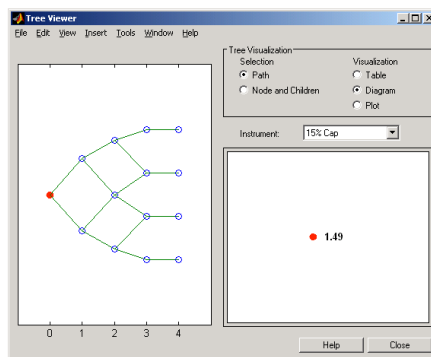 Tree Viewer
File Edit View Insert Tools Window Help
Tree Visualization
Selection Visualization
Path Table
Node and Children Diagram
Plot
Instrument: 15% Cap
1.49
0 1 2 3 4
Help Close